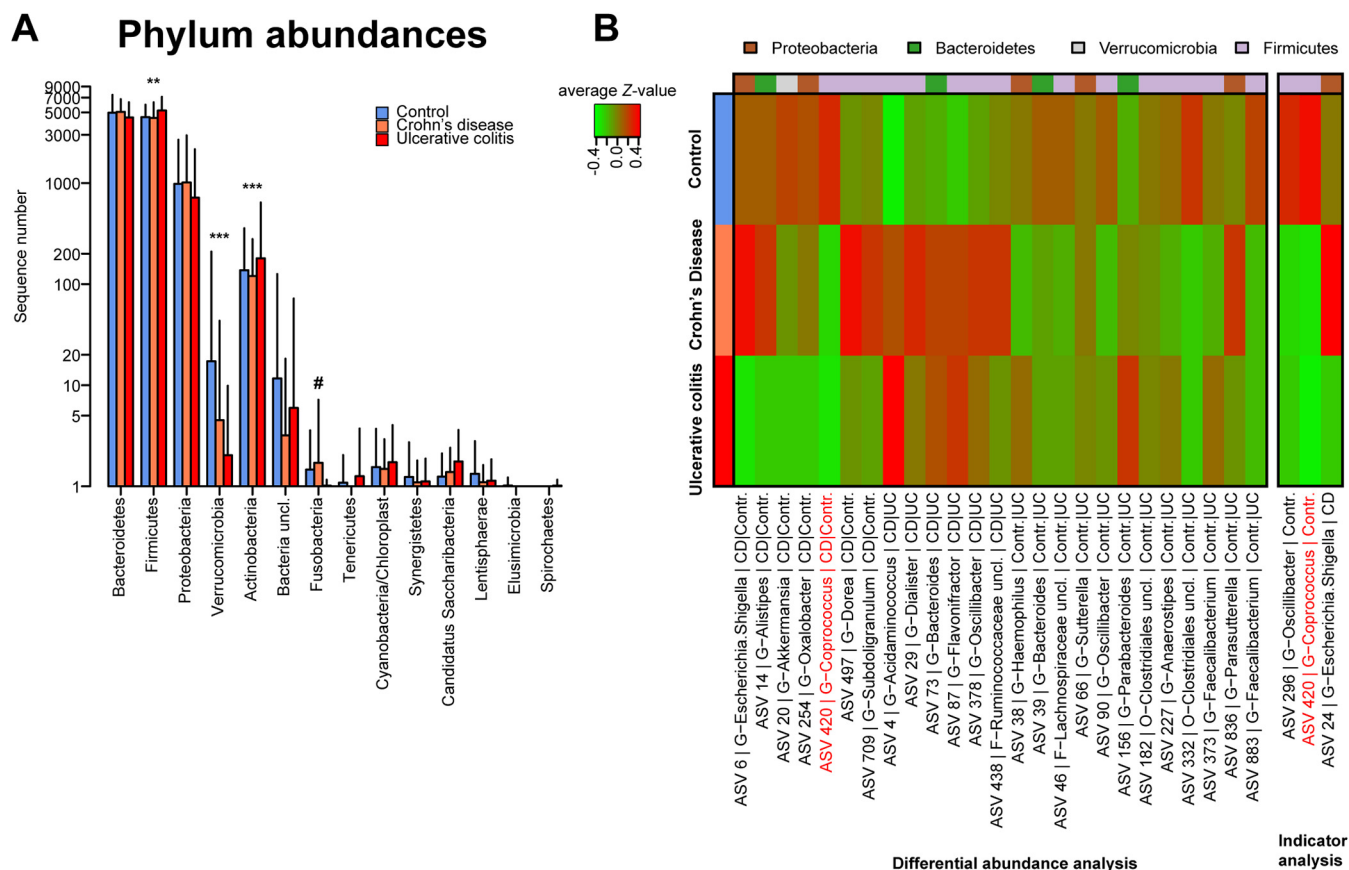 A
Phylum abundances
Sequence number
9000
7000
5000
3000
1000
200
100
20
10
5
1
**
***
***
#
Control
Crohn's disease
Ulcerative colitis
Bacteroidetes
Firmicutes
Proteobacteria
Verrucomicrobia
Actinobacteria
Bacteria uncl.
Fusobacteria
Tenericutes
Cyanobacteria/Chloroplast
Synergistetes
Candidatus Saccharibacteria
Lentisphaerae
Elusimicrobia
Spirochaetes
B
Proteobacteria
Bacteroidetes
Verrucomicrobia
Firmicutes
average Z-value
-0.4
0.0
0.4
Control
Crohn's Disease
Ulcerative colitis
ASV 6 | G−Escherichia.Shigella | CD|Contr.
ASV 14 | G−Alistipes | CD|Contr.
ASV 20 | G−Akkermansia | CD|Contr.
ASV 254 | G−Oxalobacter | CD|Contr.
ASV 420 | G−Coprococcus | CD|Contr.
ASV 497 | G−Dorea | CD|Contr.
ASV 709 | G−Subdoligranulum | CD|Contr.
ASV 4 | G−Acidaminococcus | CD|UC
ASV 29 | G−Dialister | CD|UC
ASV 73 | G−Bacteroides | CD|UC
ASV 87 | G−Flavonifractor | CD|UC
ASV 378 | G−Oscillibacter | CD|UC
ASV 438 | F−Ruminococcaceae uncl. | CD|UC
ASV 38 | G−Haemophilus | Contr.|UC
ASV 39 | G−Bacteroides | Contr.|UC
ASV 46 | F−Lachnospiraceae uncl. | Contr.|UC
ASV 66 | G−Sutterella | Contr.|UC
ASV 90 | G−Oscillibacter | Contr.|UC
ASV 156 | G−Parabacteroides | Contr.|UC
ASV 182 | O−Clostridiales uncl. | Contr.|UC
ASV 227 | G−Anaerostipes | Contr.|UC
ASV 332 | O−Clostridiales uncl. | Contr.|UC
ASV 373 | G−Faecalibacterium | Contr.|UC
ASV 836 | G−Parasutterella | Contr.|UC
ASV 883 | G−Faecalibacterium | Contr.|UC
ASV 296 | G−Oscillibacter | Contr.
ASV 420 | G−Coprococcus | Contr.
ASV 24 | G−Escherichia.Shigella | CD
Differential abundance analysis
Indicator
analysis